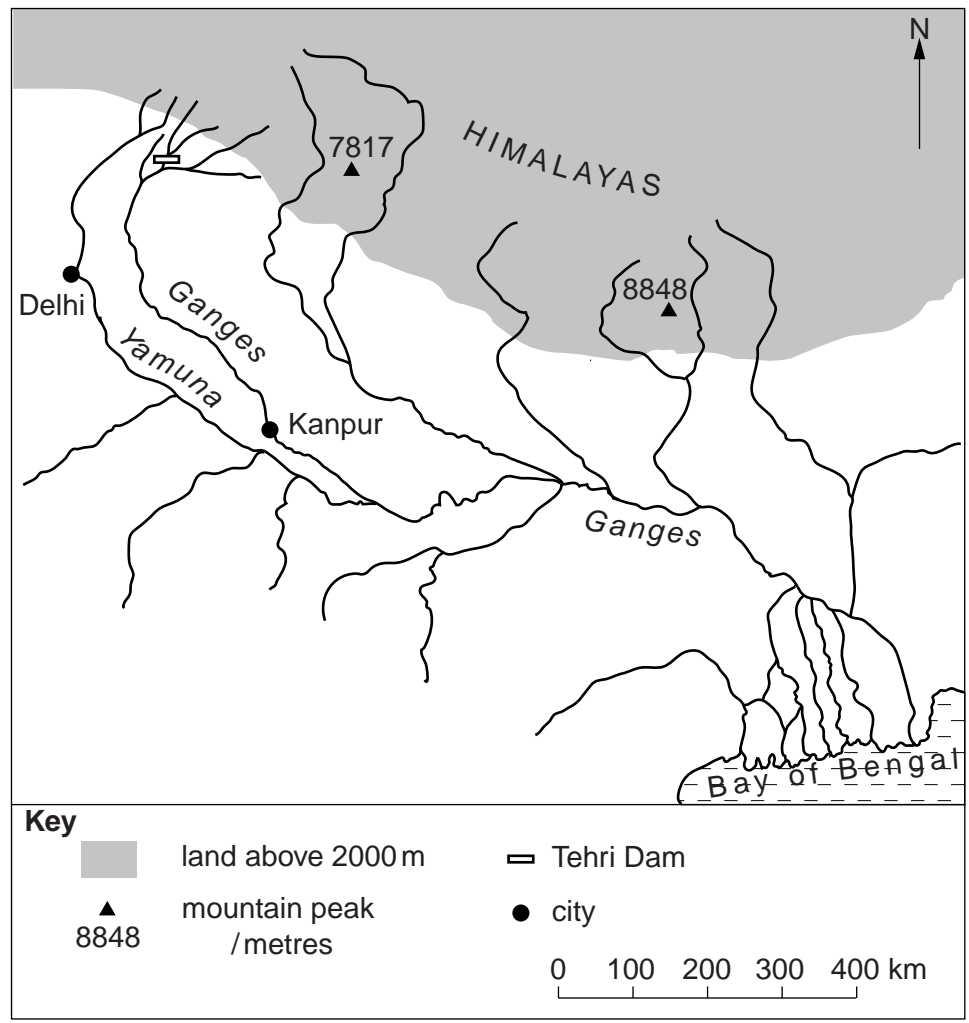 N
HIMALAYAS
7817
8848
Delhi
Ganges
Yamuna
Kanpur
Ganges
Bay of Bengal
Key
land above 2000 m
Tehri Dam
8848
mountain peak
/ metres
city
0 100 200 300 400 km